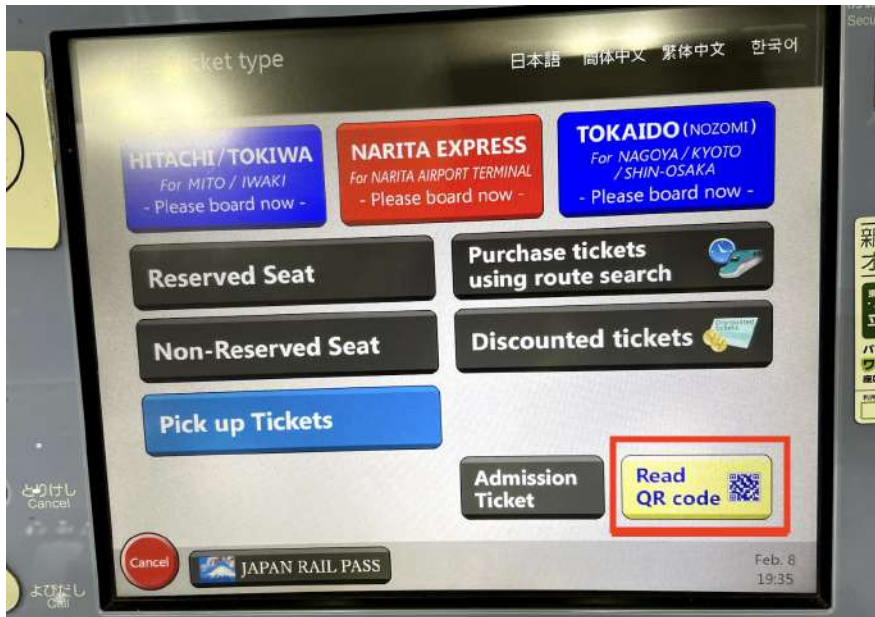 ticket type
日本語 簡体中文 繁体中文 한국어
HITACHI/TOKIWA
For MITO / IWAKI
- Please board now -
NARITA EXPRESS
For NARITA AIRPORT TERMINAL
- Please board now -
TOKAIDO (NOZOMI)
For NAGOYA / KYOTO
/ SHIN-OSAKA
- Please board now -
Reserved Seat
Purchase tickets
using route search
Non-Reserved Seat
Discounted tickets
Pick up Tickets
Admission
Ticket
Read
QR code
とりけし
Cancel
よびだし
Call
Cancel
JAPAN RAIL PASS
Feb. 8
19:35